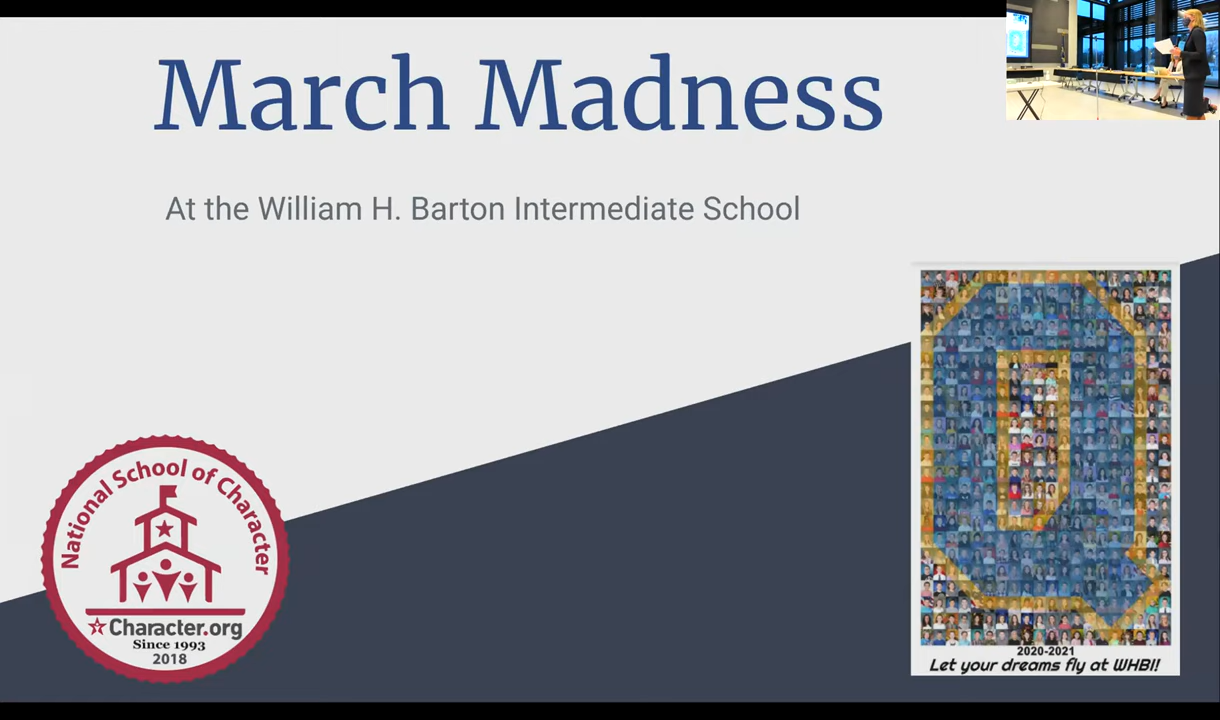 March Madness
At the William H. Barton Intermediate School
National School of Character
Character.org
Since 1993
2018
2020-2021
Let your dreams fly at WHBI!